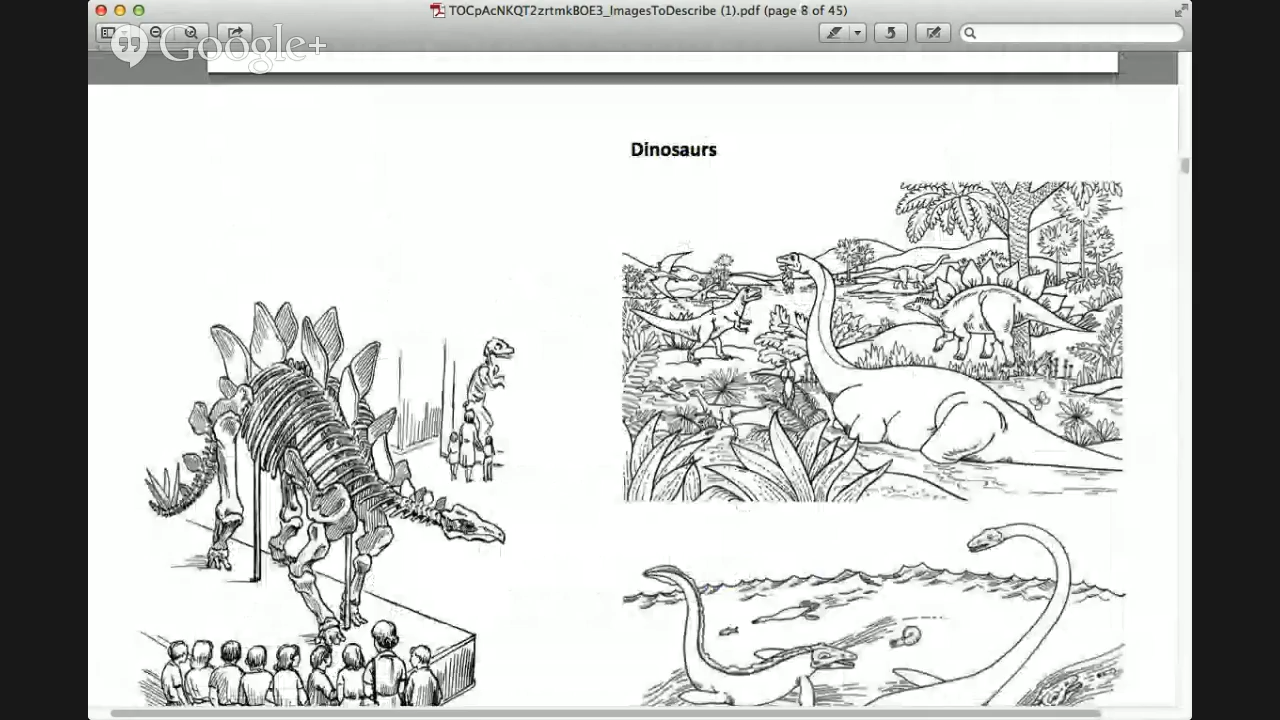 TOCpAcNKQT2zrtmkBOE3_ImagesToDescribe (1).pdf (page 8 of 45)
Google+
Dinosaurs